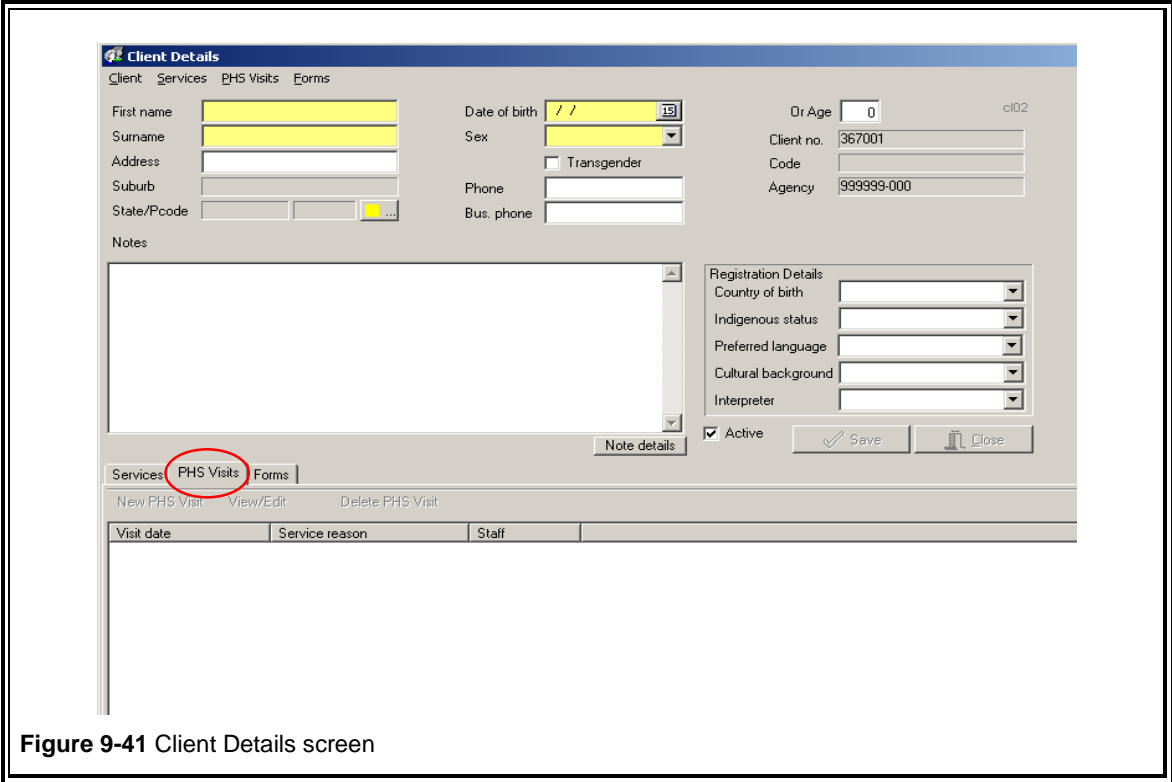 Client Details
Client Services PHS Visits Forms
First name Date of birth / / 15 Or Age 0 cl02
Surname Sex Client no. 367001
Address Transgender Code
Suburb Phone Agency 999999-000
State/Pcode ... Bus. phone
Notes
Registration Details
Country of birth
Indigenous status
Preferred language
Cultural background
Interpreter
Active Save Close
Note details
Services PHS Visits Forms
New PHS Visit View/Edit Delete PHS Visit
Visit date Service reason Staff
Figure 9-41 Client Details screen